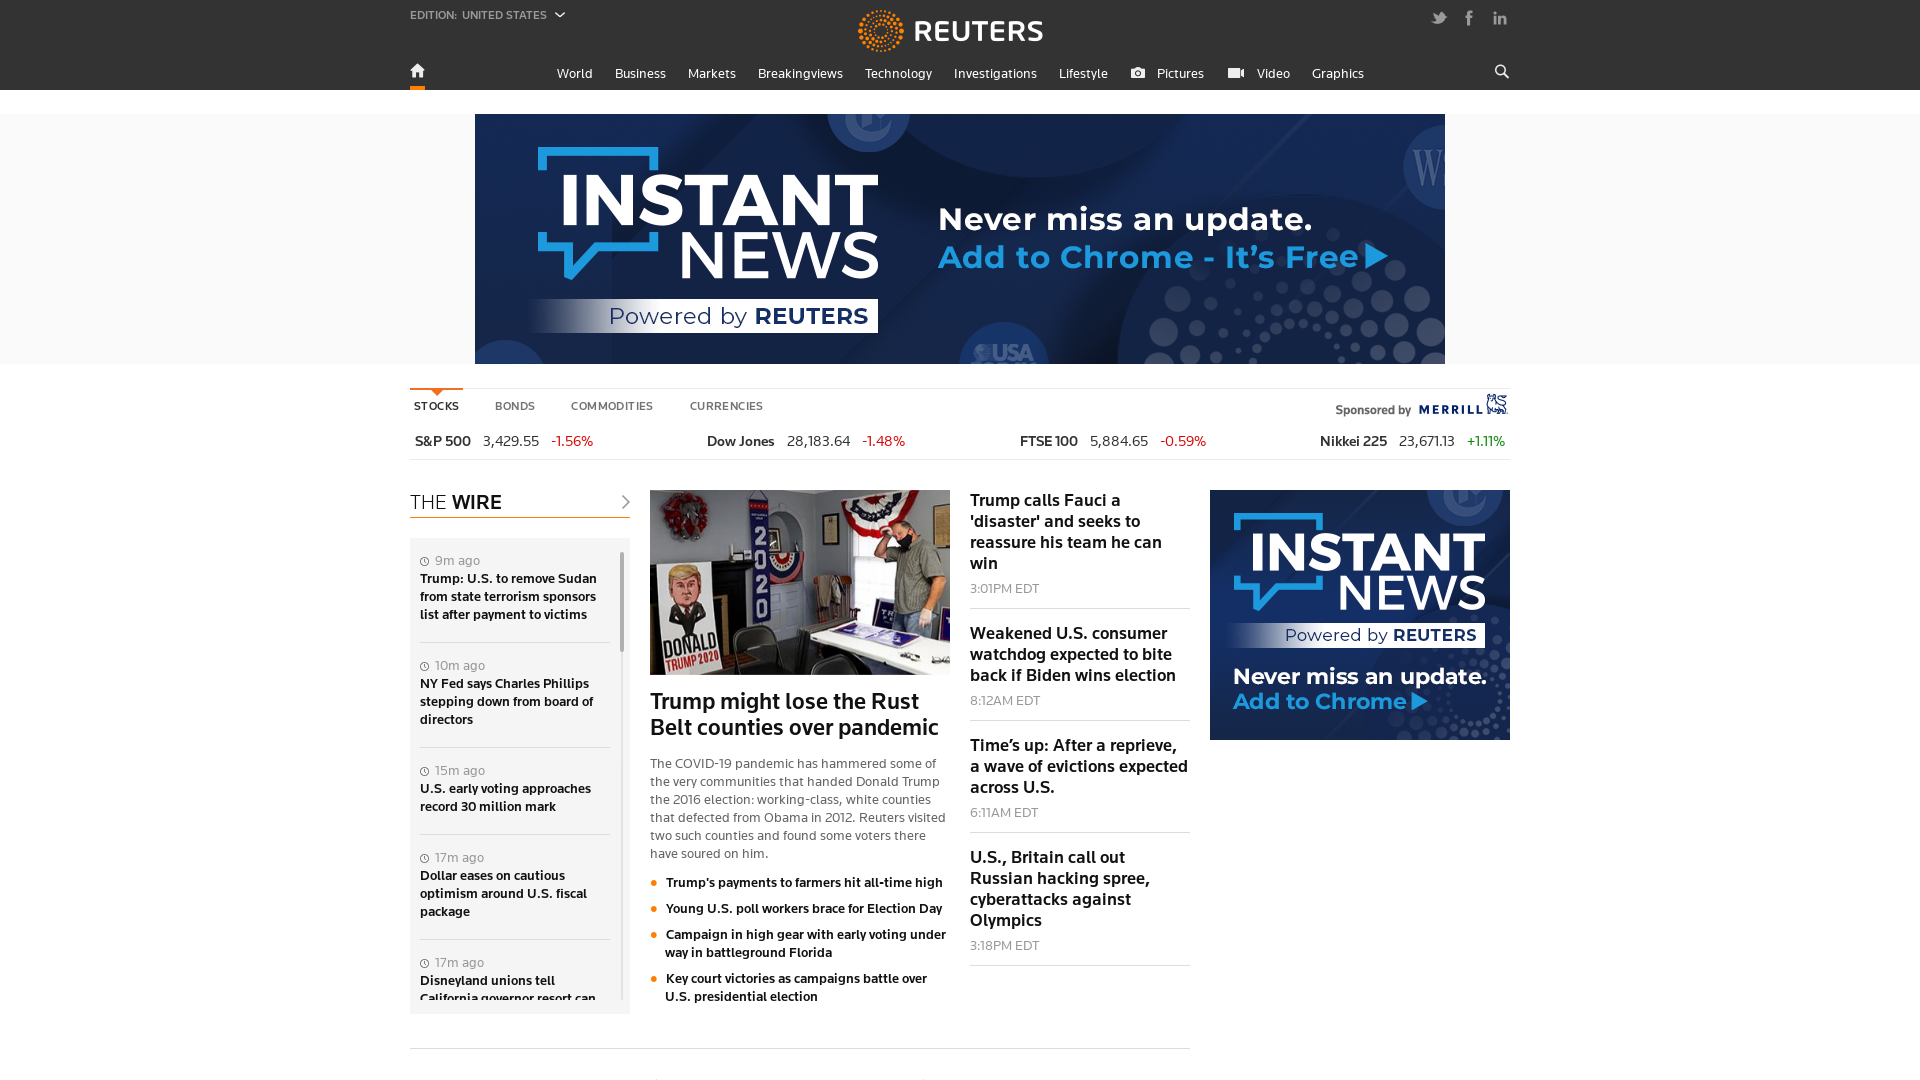 EDITION: UNITED STATES
REUTERS
World Business Markets Breakingviews Technology Investigations Lifestyle Pictures Video Graphics
INSTANT
NEWS
Powered by REUTERS
Never miss an update.
Add to Chrome - It's Free
WS
USA
STOCKS BONDS COMMODITIES CURRENCIES
Sponsored by MERRILL
S&P 500 3,429.55 -1.56% Dow Jones 28,183.64 -1.48% FTSE 100 5,884.65 -0.59% Nikkei 225 23,671.13 +1.11%
THE WIRE
9m ago
Trump: U.S. to remove Sudan
from state terrorism sponsors
list after payment to victims
10m ago
NY Fed says Charles Phillips
stepping down from board of
directors
15m ago
U.S. early voting approaches
record 30 million mark
17m ago
Dollar eases on cautious
optimism around U.S. fiscal
package
17m ago
Disneyland unions tell
California governor resort can
2020
DONALD
TRUMP 2020
Trump might lose the Rust
Belt counties over pandemic
The COVID-19 pandemic has hammered some of
the very communities that handed Donald Trump
the 2016 election: working-class, white counties
that defected from Obama in 2012. Reuters visited
two such counties and found some voters there
have soured on him.
Trump's payments to farmers hit all-time high
Young U.S. poll workers brace for Election Day
Campaign in high gear with early voting under
way in battleground Florida
Key court victories as campaigns battle over
U.S. presidential election
Trump calls Fauci a
'disaster' and seeks to
reassure his team he can
win
3:01PM EDT
Weakened U.S. consumer
watchdog expected to bite
back if Biden wins election
8:12AM EDT
Time’s up: After a reprieve,
a wave of evictions expected
across U.S.
6:11AM EDT
U.S., Britain call out
Russian hacking spree,
cyberattacks against
Olympics
3:18PM EDT
INSTANT
NEWS
Powered by REUTERS
Never miss an update.
Add to Chrome